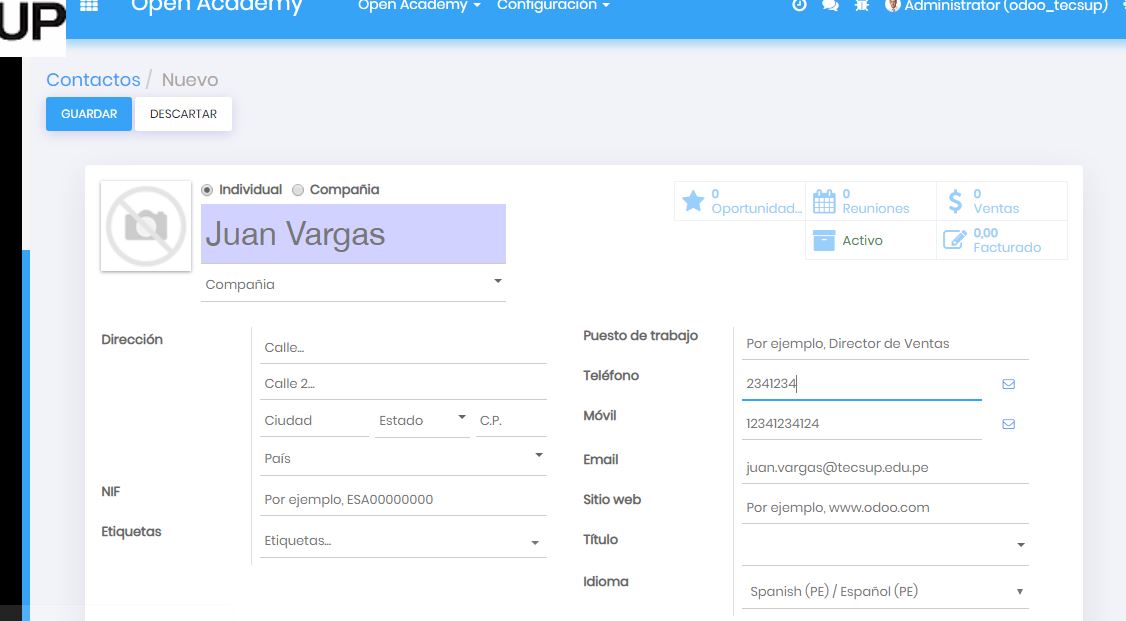 UP
Open Academy
Open Academy
Configuración
Administrator (odoo_tecsup)
Contactos / Nuevo
GUARDAR
DESCARTAR
Individual
Compañia
Juan Vargas
Compañia
0
Oportunidad...
0
Reuniones
0
Ventas
Activo
0,00
Facturado
Dirección
Calle...
Calle 2...
Ciudad
Estado
C.P.
País
NIF
Por ejemplo, ESA00000000
Etiquetas
Etiquetas...
Puesto de trabajo
Por ejemplo, Director de Ventas
Teléfono
2341234
Móvil
12341234124
Email
juan.vargas@tecsup.edu.pe
Sitio web
Por ejemplo, www.odoo.com
Título
Idioma
Spanish (PE) / Español (PE)